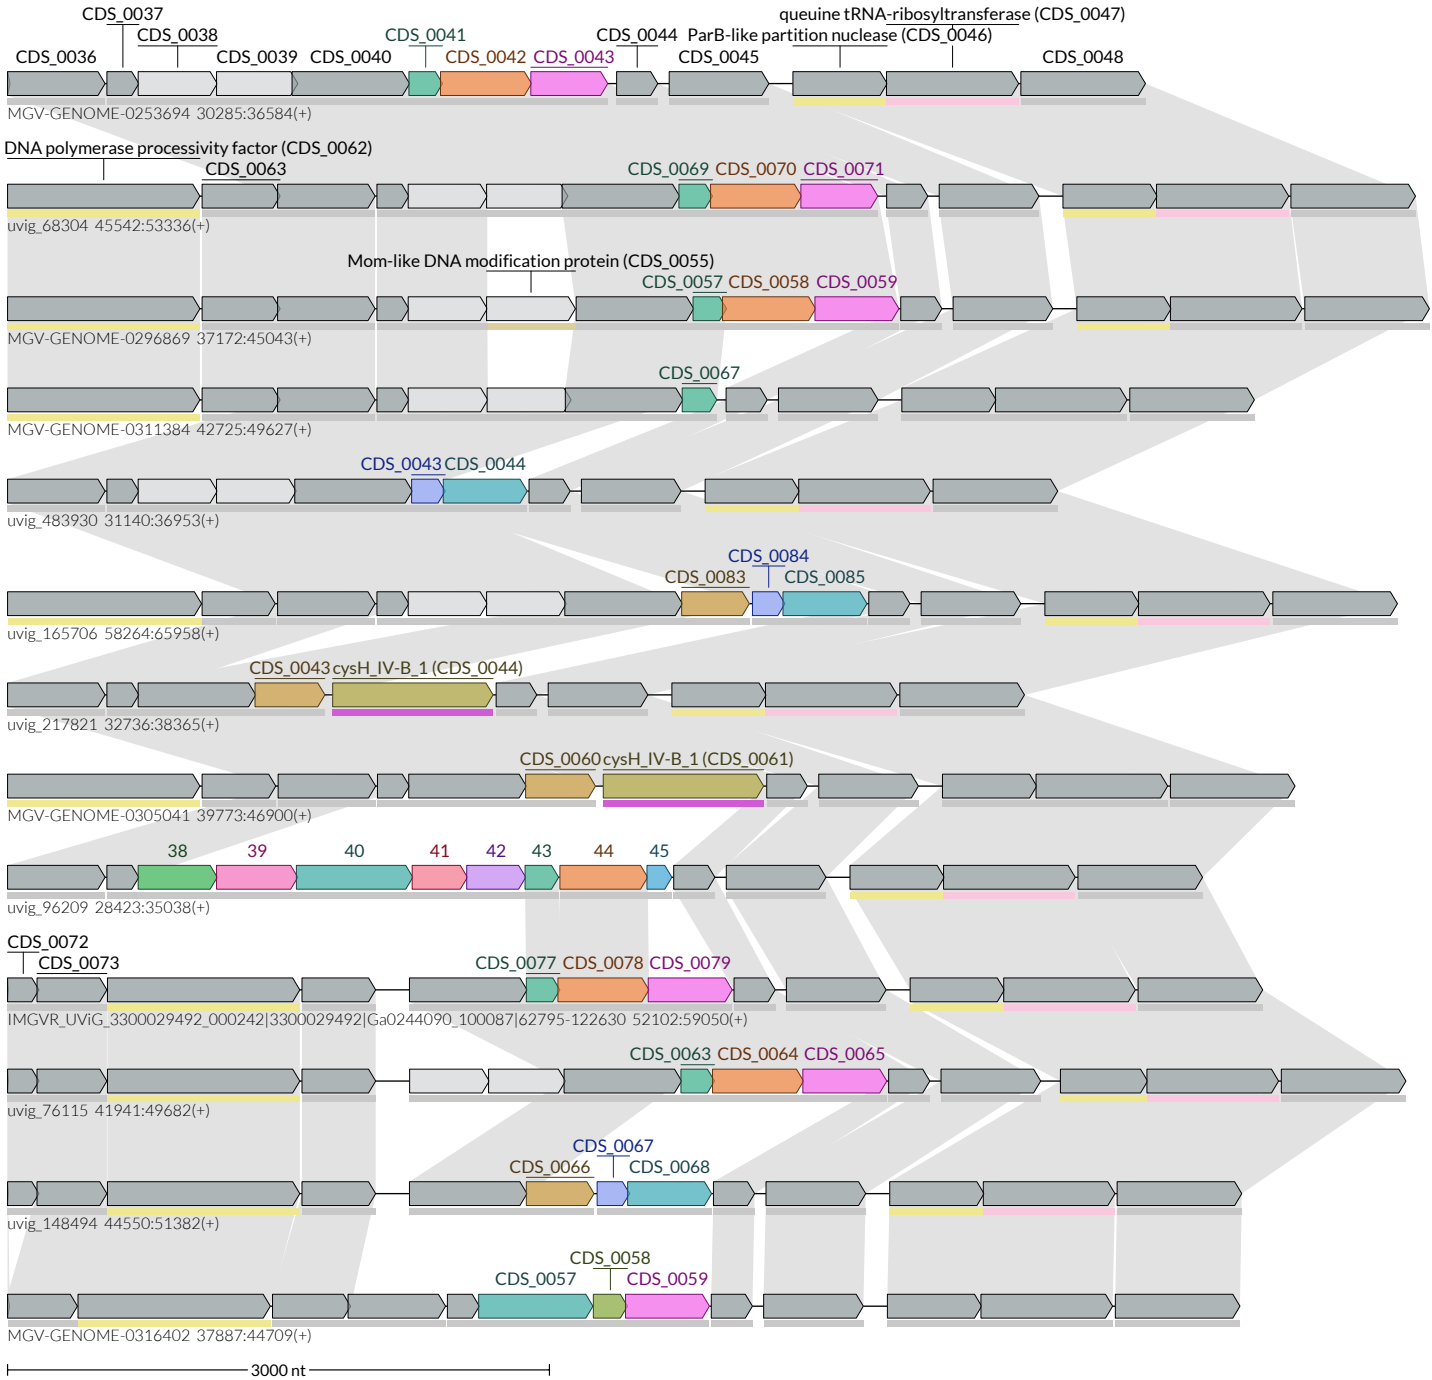 CDS_0037
queuine tRNA-ribosyltransferase (CDS_0047)
CDS_0038 CDS_0041 CDS_0044 ParB-like partition nuclease (CDS_0046)
CDS_0036 CDS_0039 CDS_0040 CDS_0042 CDS_0043 CDS_0045 CDS_0048
MGV-GENOME-0253694 30285:36584(+)
DNA polymerase processivity factor (CDS_0062)
CDS_0063 CDS_0069 CDS_0070 CDS_0071
uvig_68304 45542:53336(+)
Mom-like DNA modification protein (CDS_0055)
CDS_0057 CDS_0058 CDS_0059
MGV-GENOME-0296869 37172:45043(+)
CDS_0067
MGV-GENOME-0311384 42725:49627(+)
CDS_0043 CDS_0044
uvig_483930 31140:36953(+)
CDS_0084
CDS_0083 CDS_0085
uvig_165706 58264:65958(+)
CDS_0043 cysH_IV-B_1 (CDS_0044)
uvig_217821 32736:38365(+)
CDS_0060 cysH_IV-B_1 (CDS_0061)
MGV-GENOME-0305041 39773:46900(+)
38 39 40 41 42 43 44 45
uvig_96209 28423:35038(+)
CDS_0072
CDS_0073 CDS_0077 CDS_0078 CDS_0079
IMGVR_UViG_3300029492_000242|3300029492|Ga0244090_100087|62795-122630 52102:59050(+)
CDS_0063 CDS_0064 CDS_0065
uvig_76115 41941:49682(+)
CDS_0067
CDS_0066 CDS_0068
uvig_148494 44550:51382(+)
CDS_0058
CDS_0057 CDS_0059
MGV-GENOME-0316402 37887:44709(+)
3000 nt